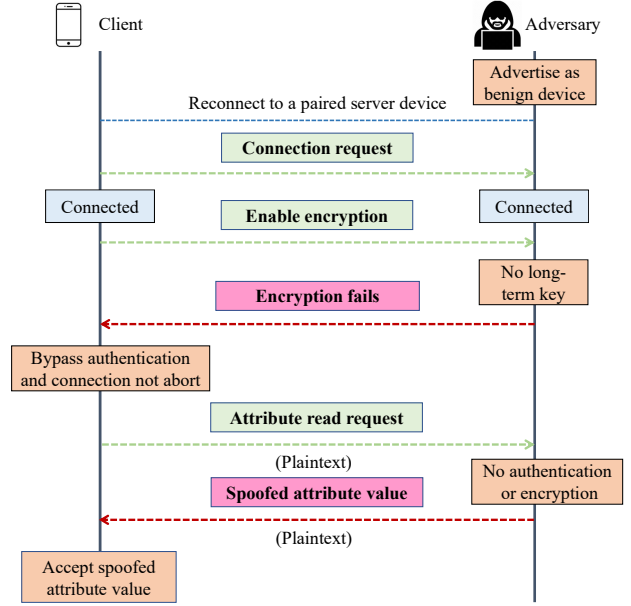 Client
Adversary
Advertise as
benign device
Reconnect to a paired server device
Connection request
Connected
Connected
Enable encryption
No long-
term key
Encryption fails
Bypass authentication
and connection not abort
Attribute read request
(Plaintext)
No authentication
or encryption
Spoofed attribute value
(Plaintext)
Accept spoofed
attribute value